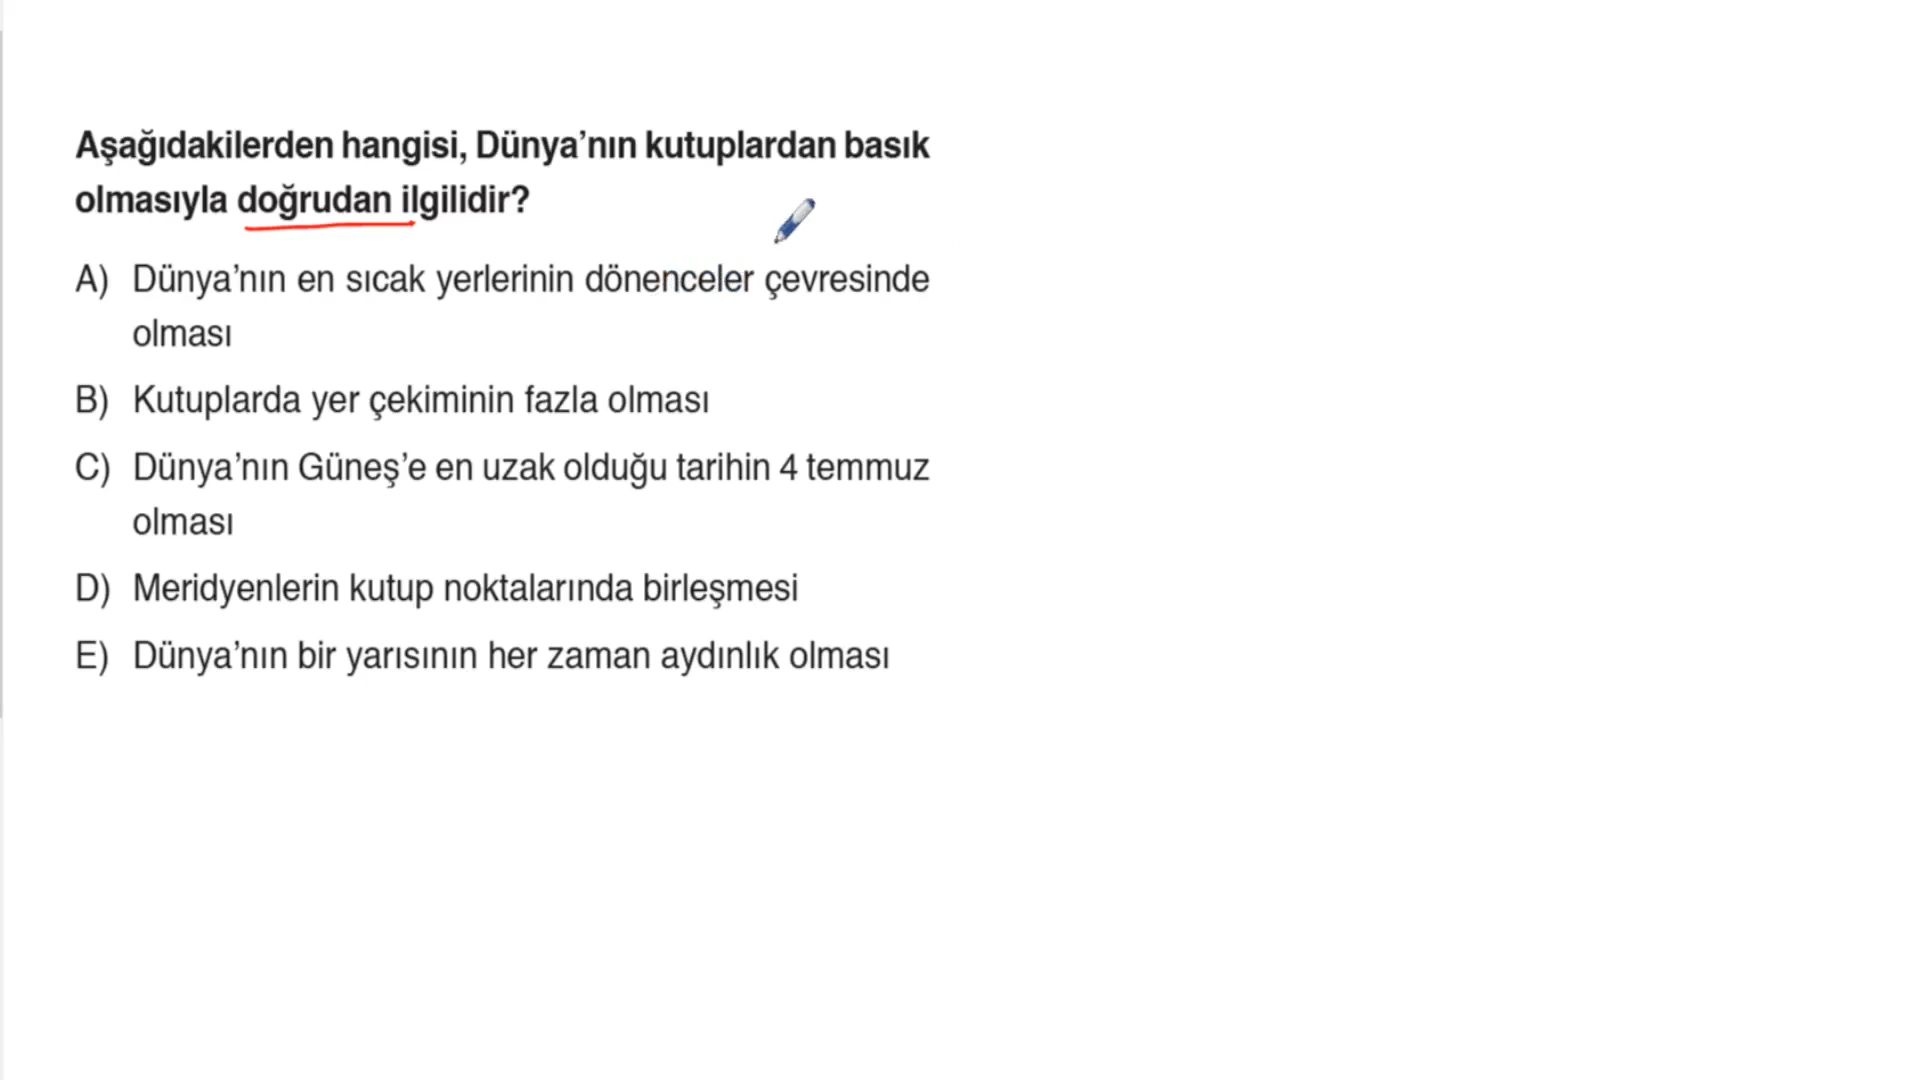 Aşağıdakilerden hangisi, Dünya’nın kutuplardan basık
olmasıyla doğrudan ilgilidir?
A) Dünya’nın en sıcak yerlerinin dönenceler çevresinde
olması
B) Kutuplarda yer çekiminin fazla olması
C) Dünya’nın Güneş’e en uzak olduğu tarihin 4 temmuz
olması
D) Meridyenlerin kutup noktalarında birleşmesi
E) Dünya’nın bir yarısının her zaman aydınlık olması